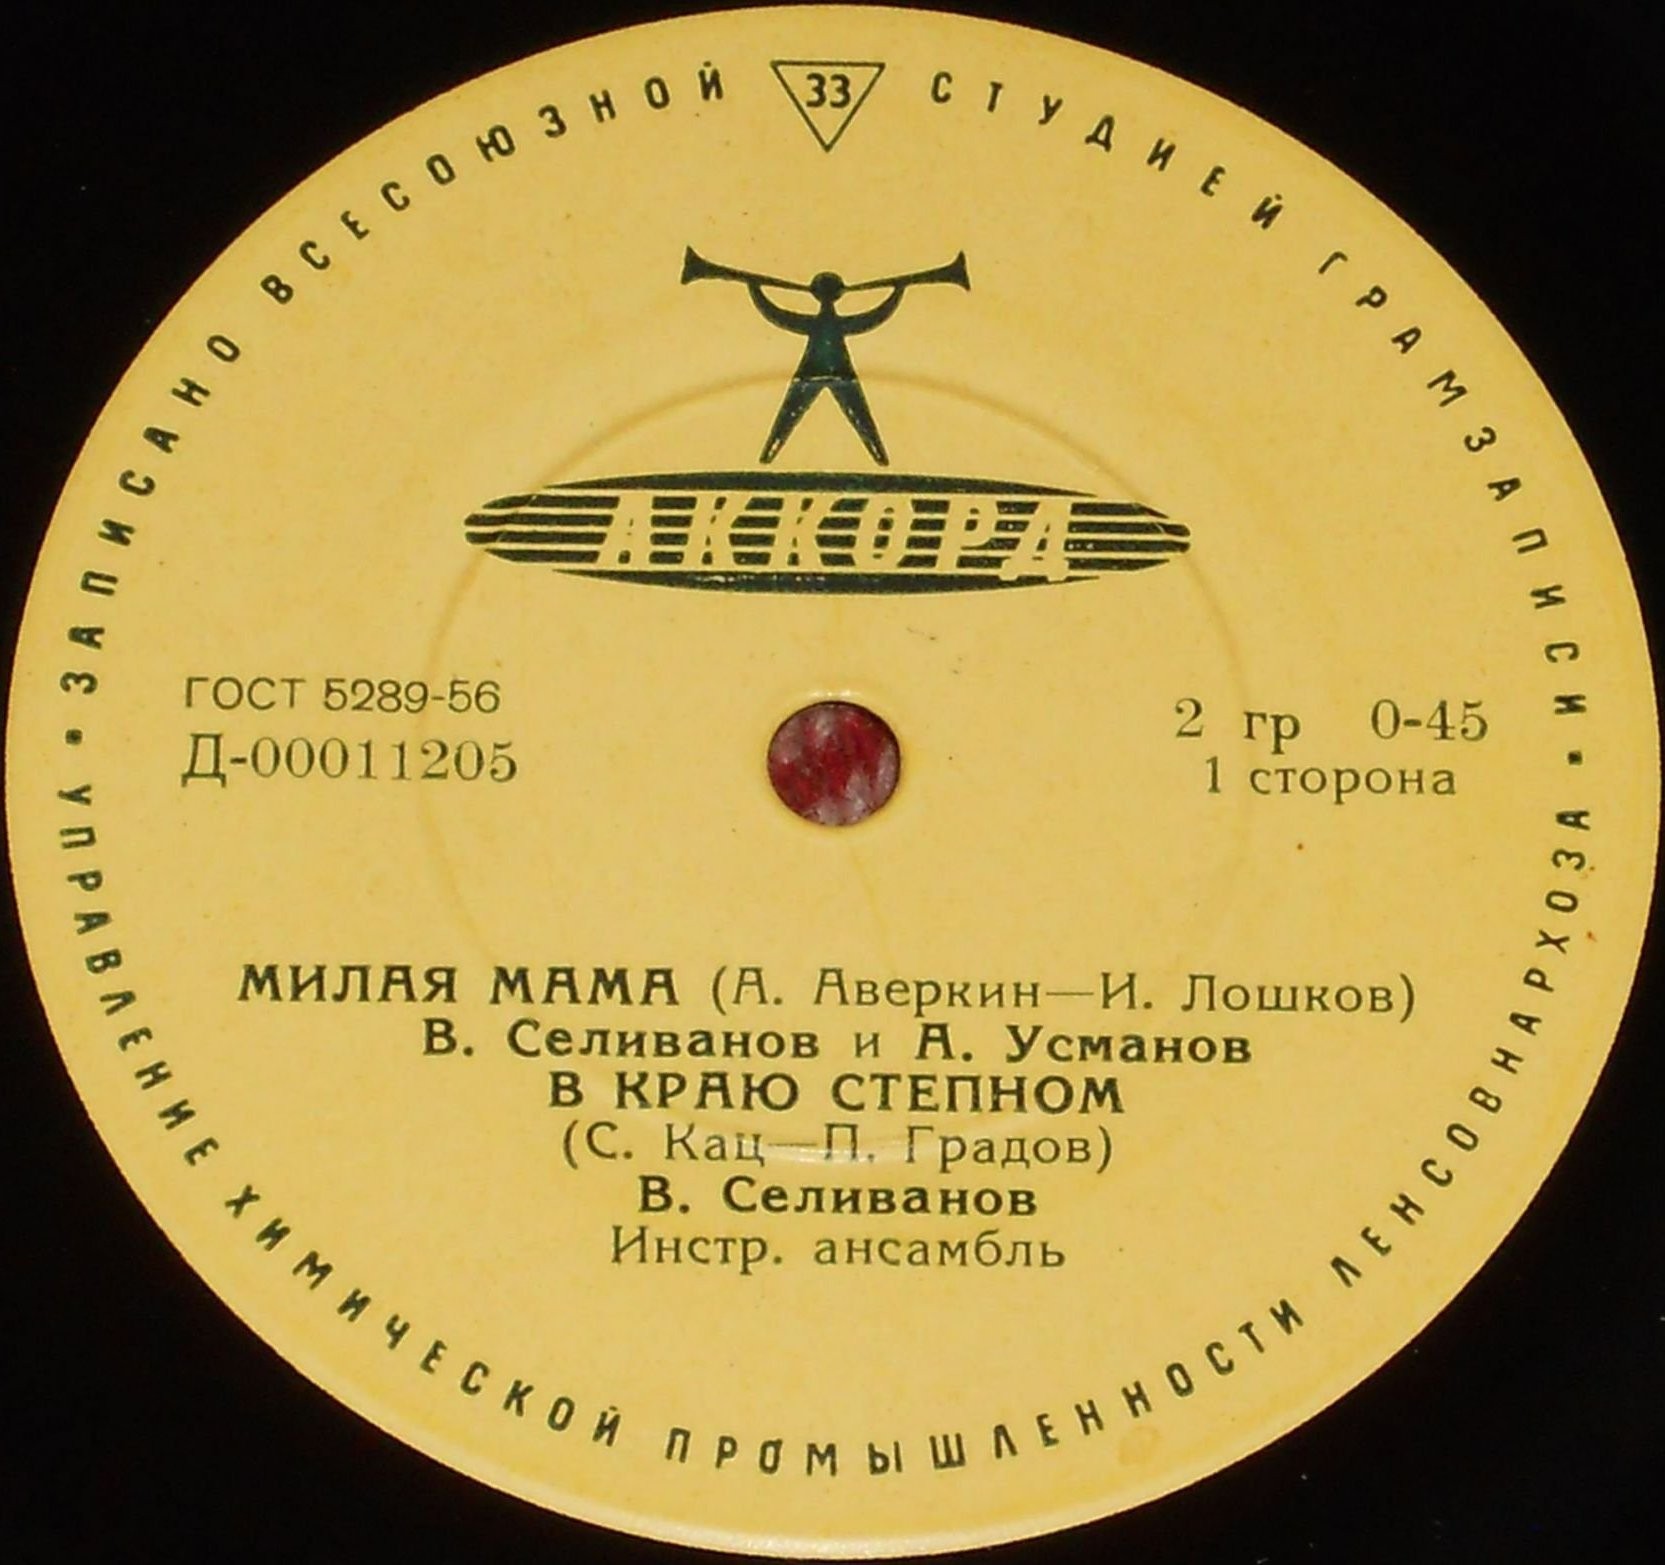 ЗАПИСАНО ВСЕСОЮЗНОЙ 33 СТУДИЕЙ ГРАМЗАПИСИ
АККОРД
ГОСТ 5289-56
Д-00011205
2 гр 0-45
1 сторона
МИЛАЯ МАМА (А. Аверкин—И. Лошков)
В. Селиванов и А. Усманов
В КРАЮ СТЕПНОМ
(С. Кац—П. Градов)
В. Селиванов
Инстр. ансамбль
УПРАВЛЕНИЕ ХИМИЧЕСКОЙ ПРОМЫШЛЕННОСТИ ЛЕНСОВНАРХОЗА